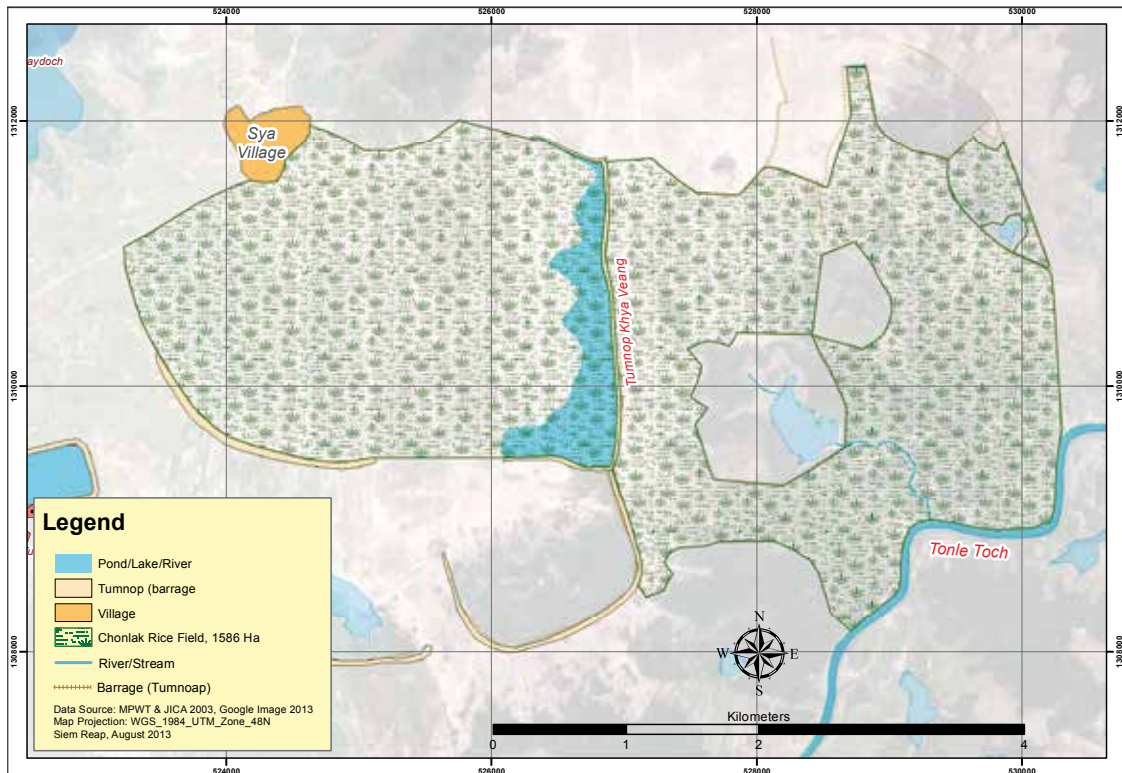 524000
526000
528000
530000
aydoch
1312000
1312000
Sya
Village
Tumnop Khya Veang
1310000
1310000
Tonle Toch
Legend
Pond/Lake/River
Tumnop (barrage
Village
Chonlak Rice Field, 1586 Ha
River/Stream
Barrage (Tumnoap)
Data Source: MPWT & JICA 2003, Google Image 2013
Map Projection: WGS_1984_UTM_Zone_48N
Siem Reap, August 2013
N
W
E
S
1308000
1308000
Kilometers
0
1
2
4
524000
526000
528000
530000